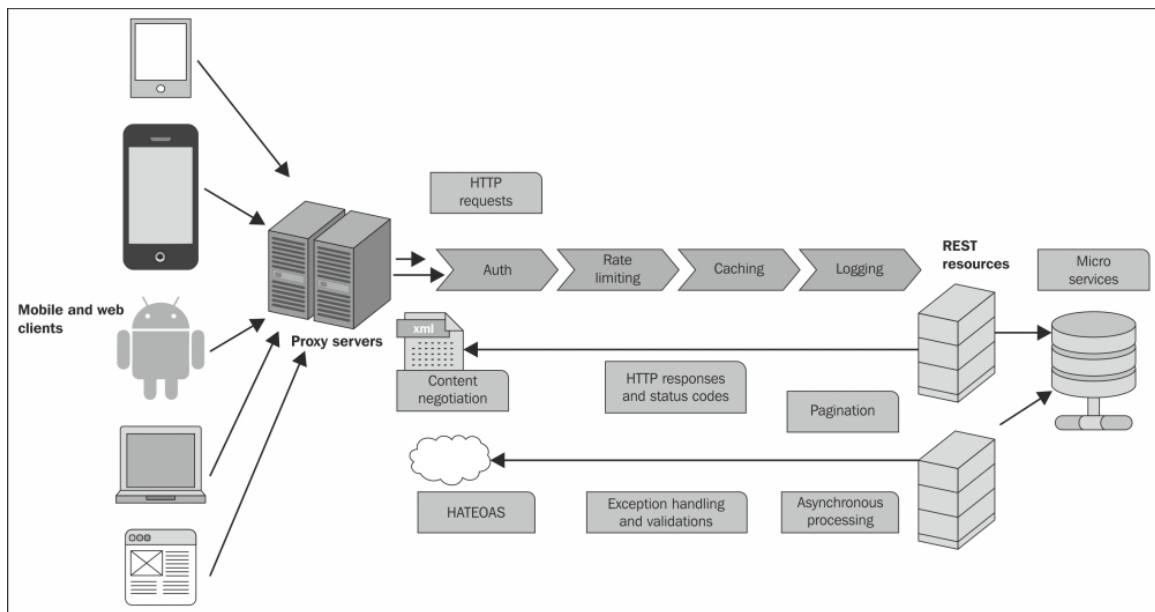 HTTP
requests
Auth
Rate
limiting
Caching
Logging
REST
resources
Micro
services
Mobile and web
clients
Proxy servers
xml
Content
negotiation
HTTP responses
and status codes
Pagination
HATEOAS
Exception handling
and validations
Asynchronous
processing